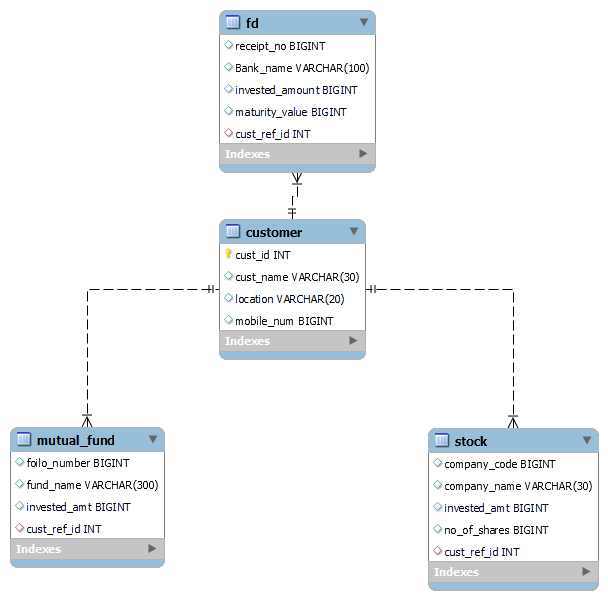 fd
receipt_no BIGINT
Bank_name VARCHAR(100)
invested_amount BIGINT
maturity_value BIGINT
cust_ref_id INT
Indexes
customer
cust_id INT
cust_name VARCHAR(30)
location VARCHAR(20)
mobile_num BIGINT
Indexes
mutual_fund
foilo_number BIGINT
fund_name VARCHAR(300)
invested_amt BIGINT
cust_ref_id INT
Indexes
stock
company_code BIGINT
company_name VARCHAR(30)
invested_amt BIGINT
no_of_shares BIGINT
cust_ref_id INT
Indexes